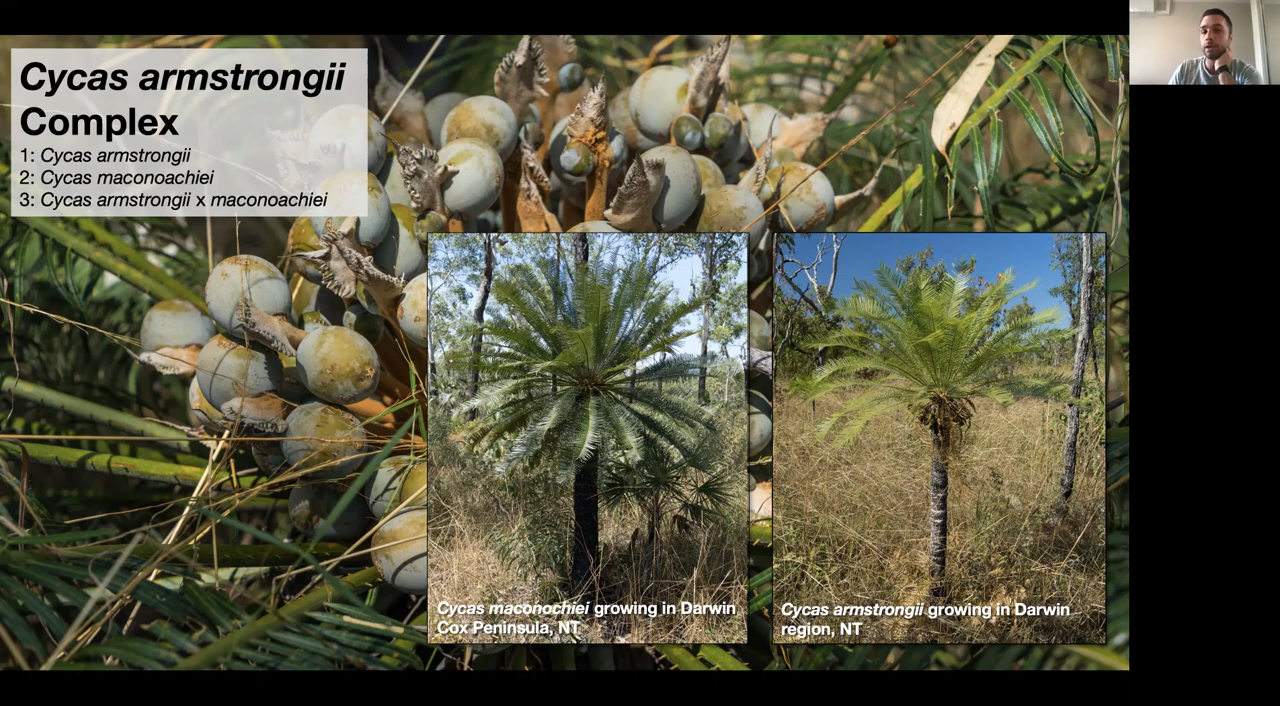 Cycas armstrongii
Complex
1: Cycas armstrongii
2: Cycas maconoachiei
3: Cycas armstrongii x maconoachiei
Cycas maconochiei growing in Darwin
Cox Peninsula, NT
Cycas armstrongii growing in Darwin
region, NT